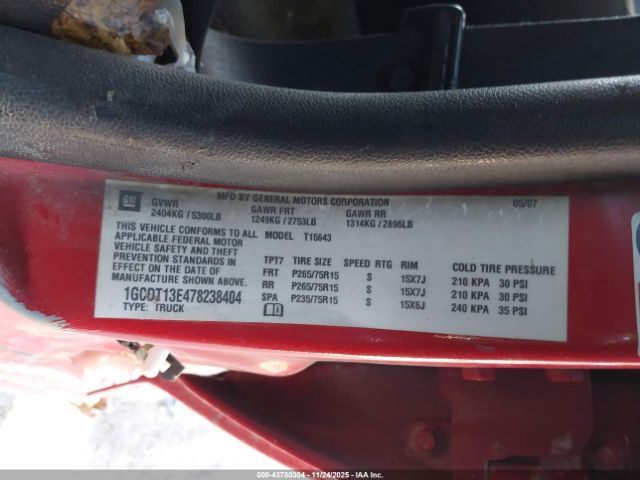 GM
MFD BY GENERAL MOTORS CORPORATION 05/07
GVWR GAWR FRT GAWR RR
2404KG / 5300LB 1249KG / 2753LB 1314KG / 2896LB
THIS VEHICLE CONFORMS TO ALL MODEL T15643
APPLICABLE FEDERAL MOTOR
VEHICLE SAFETY AND THEFT
PREVENTION STANDARDS IN
EFFECT ON THE DATE OF
MANUFACTURE SHOWN ABOVE.
1GCDT13E478238404
TYPE: TRUCK
TPT7 TIRE SIZE SPEED RTG RIM COLD TIRE PRESSURE
FRT P265/75R15 S 15X7J 210 KPA 30 PSI
RR P265/75R15 S 15X7J 210 KPA 30 PSI
SPA P235/75R15 S 15X6J 240 KPA 35 PSI
000-43780304 - 11/24/2025 - IAAI.COM